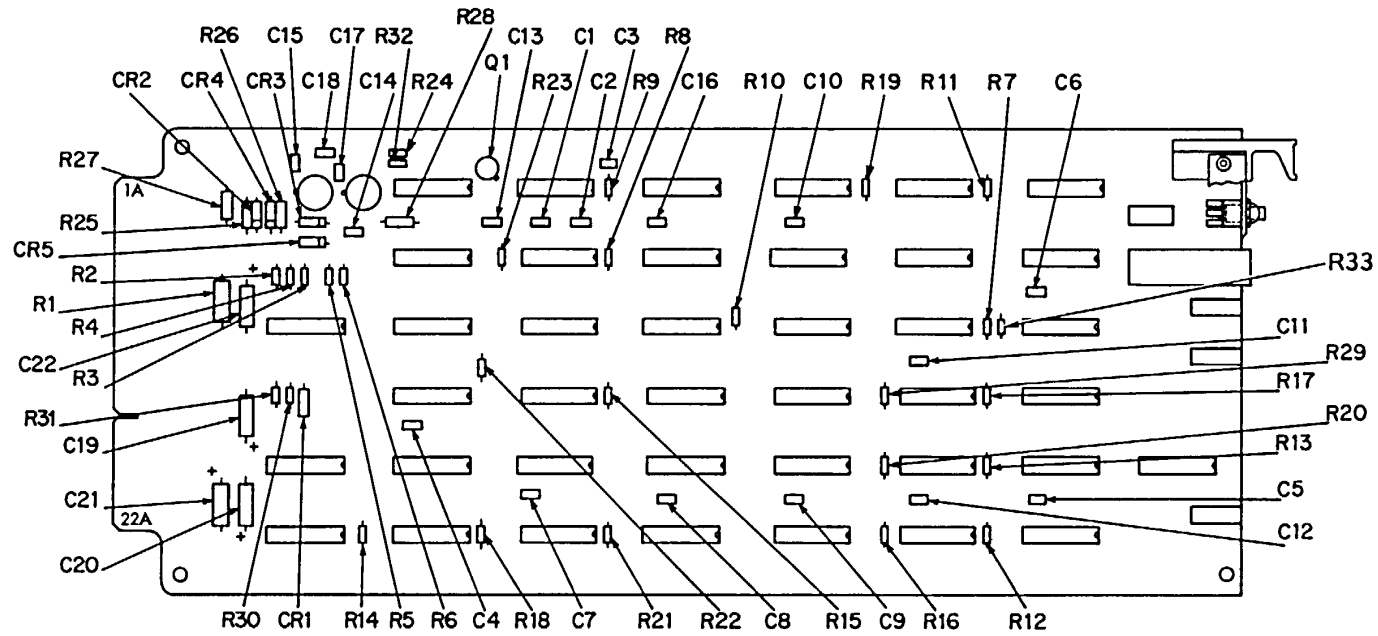 R28
C15 C17 C13 C1 C3 R8
R26 R32
Q1
CR2 CR4 CR3 C18 C14 R24 R23 C2 R9 C16 R10 C10 R19 R11 R7 C6
R27
1A
R25
CR5
R2 +
R33
R1
R4
C11
C22
R29
R3
R17
R31
R20
C19
+
R13
+
C21
C5
22A
C12
+
C20
R30 CR1 R14 R5 R6 C4 R18 C7 R21 R22 C8 R15 C9 R16 R12